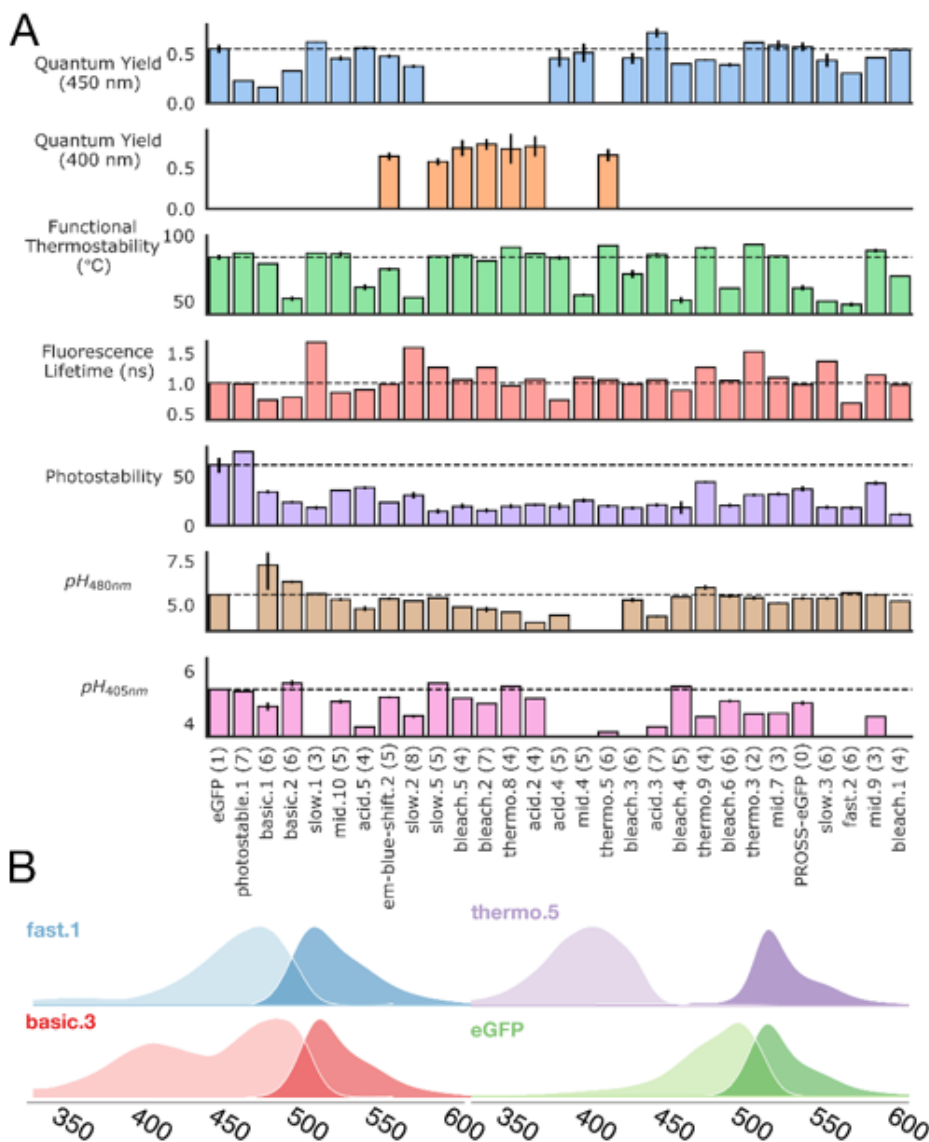 A
Quantum Yield
(450 nm)
0.5
0.0
Quantum Yield
(400 nm)
0.5
0.0
Functional
Thermostability
(°C)
100
50
Fluorescence
Lifetime (ns)
1.5
1.0
0.5
Photostability
50
0
pH480nm
7.5
5.0
pH405nm
6
4
eGFP (1)
photostable.1 (7)
basic.1 (6)
basic.2 (6)
slow.1 (3)
mid.10 (5)
acid.5 (4)
em-blue-shift.2 (5)
slow.2 (8)
slow.5 (5)
bleach.5 (4)
bleach.2 (7)
thermo.8 (4)
acid.2 (4)
acid.4 (5)
mid.4 (5)
thermo.5 (6)
bleach.3 (6)
acid.3 (7)
bleach.4 (5)
thermo.9 (4)
bleach.6 (6)
thermo.3 (2)
mid.7 (3)
PROSS-eGFP (0)
slow.3 (6)
fast.2 (6)
mid.9 (3)
bleach.1 (4)
B
fast.1
thermo.5
basic.3
eGFP
350 400 450 500 550 600 350 400 450 500 550 600